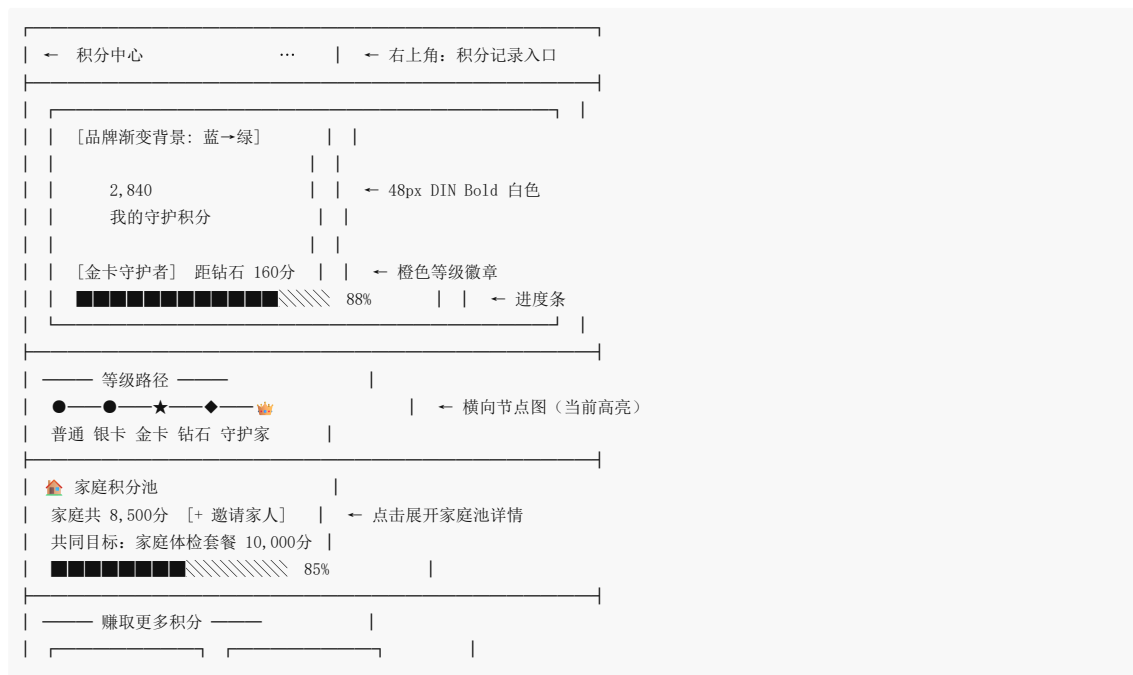 ← 积分中心 … ← 右上角：积分记录入口
[品牌渐变背景：蓝→绿]
2,840 ← 48px DIN Bold 白色
我的守护积分
[金卡守护者] 距钻石 160分 ← 橙色等级徽章
88% ← 进度条
等级路径
●——●——★——◆——👑 ← 横向节点图（当前高亮）
普通 银卡 金卡 钻石 守护家
🏠 家庭积分池
家庭共 8,500分 [+ 邀请家人] ← 点击展开家庭池详情
共同目标：家庭体检套餐 10,000分
85%
赚取更多积分